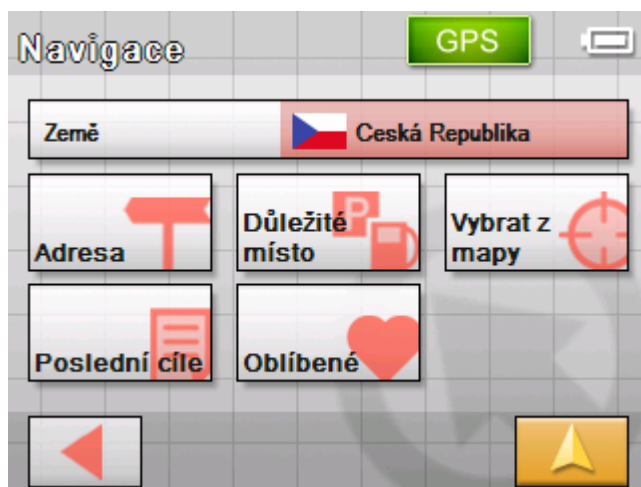 Navigace
GPS
Země
Ceská Republika
Adresa
Důležité
místo
P
Vybrat z
mapy
Poslední cíle
Oblíbené